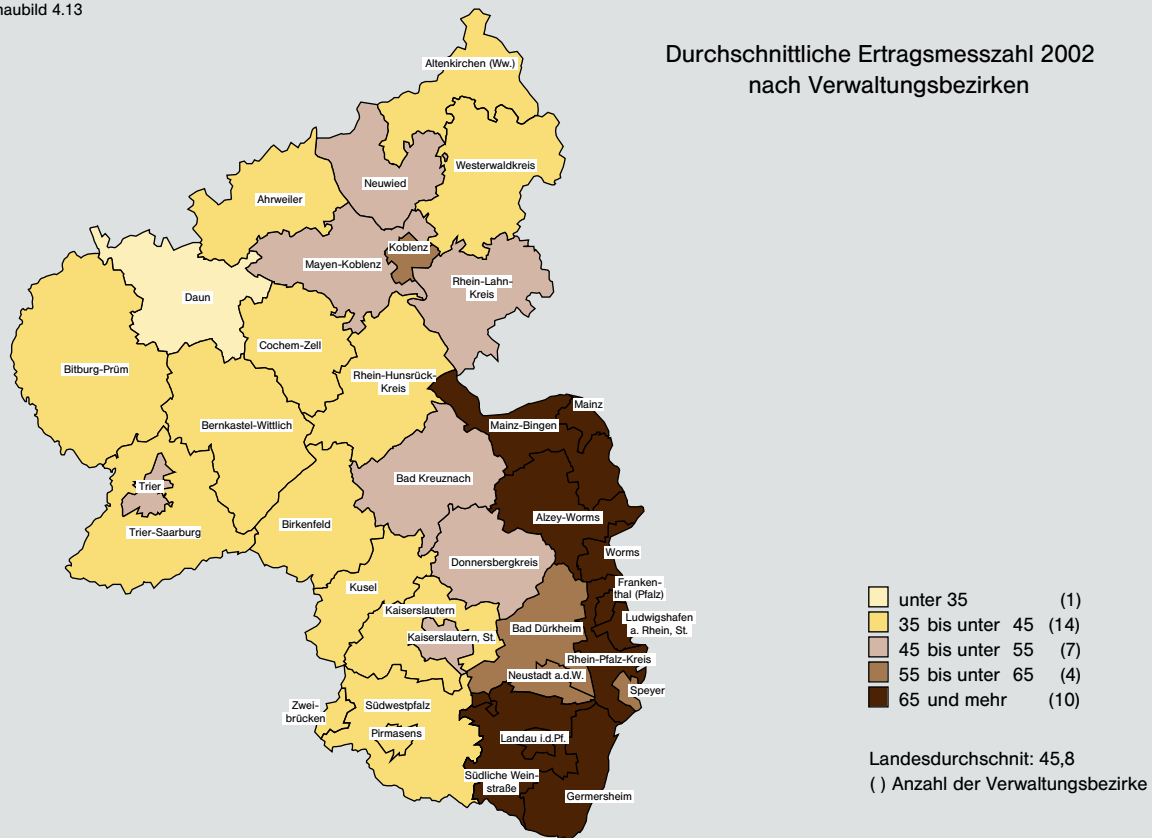 haubild 4.13
Durchschnittliche Ertragsmesszahl 2002
nach Verwaltungsbezirken
Altenkirchen (Ww.)
Westerwaldkreis
Neuwied
Ahrweiler
Koblenz
Mayen-Koblenz
Rhein-Lahn-
Kreis
Daun
Cochem-Zell
Bitburg-Prüm
Rhein-Hunsrück-
Kreis
Mainz
Bernkastel-Wittlich
Mainz-Bingen
Bad Kreuznach
Trier
Alzey-Worms
Birkenfeld
Trier-Saarburg
Worms
Donnersbergkreis
Franken-
thal (Pfalz)
Kusel
Kaiserslautern
Ludwigshafen
a. Rhein, St.
Bad Dürkheim
Kaiserslautern, St.
Rhein-Pfalz-Kreis
Neustadt a.d.W.
Speyer
Zwei-
brücken
Südwestpfalz
Pirmasens
Landau i.d.Pf.
Südliche Wein-
straße
Germersheim
unter 35 (1)
35 bis unter 45 (14)
45 bis unter 55 (7)
55 bis unter 65 (4)
65 und mehr (10)
Landesdurchschnit: 45,8
( ) Anzahl der Verwaltungsbezirke